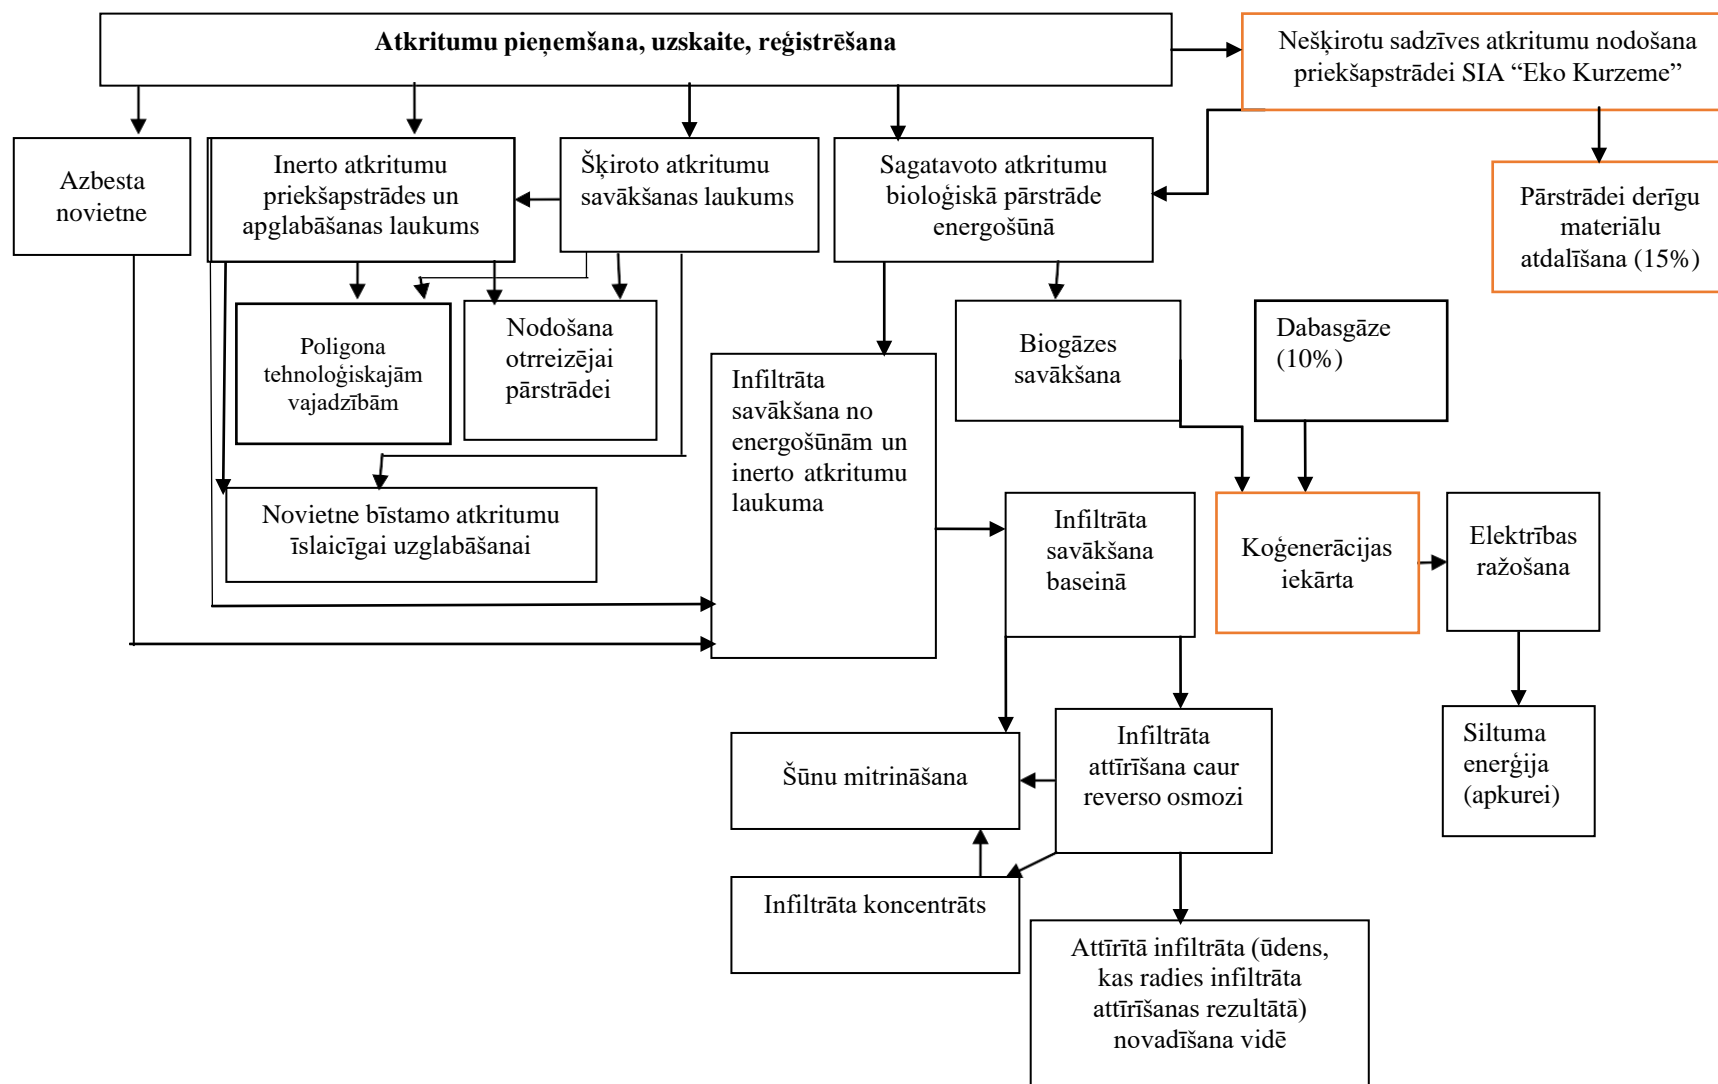 Atkritumu pieņemšana, uzskaite, reģistrēšana
Nešķirotu sadzīves atkritumu nodošana
priekšapstrādei SIA “Eko Kurzeme”
Azbesta
novietne
Inerto atkritumu
priekšapstrādes un
apglabāšanas laukums
Šķiroto atkritumu
savākšanas laukums
Sagatavoto atkritumu
bioloģiskā pārstrāde
energošūnā
Pārstrādei derīgu
materiālu
atdalīšana (15%)
Poligona
tehnoloģiskajām
vajadzībām
Nodošana
otrreizējai
pārstrādei
Infiltrāta
savākšana no
energošūnām un
inerto atkritumu
laukuma
Biogāzes
savākšana
Dabasgāze
(10%)
Novietne bīstamo atkritumu
īslaicīgai uzglabāšanai
Infiltrāta
savākšana
baseinā
Koģenerācijas
iekārta
Elektrības
ražošana
Šūnu mitrināšana
Infiltrāta
attīrīšana caur
reverso osmozi
Siltuma
enerģija
(apkurei)
Infiltrāta koncentrāts
Attīrītā infiltrāta (ūdens,
kas radies infiltrāta
attīrīšanas rezultātā)
novadīšana vidē